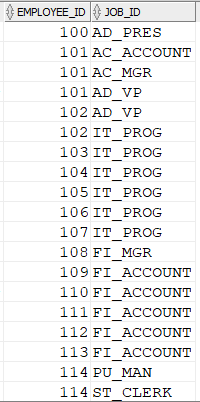 EMPLOYEE_ID JOB_ID
100 AD_PRES
101 AC_ACCOUNT
101 AC_MGR
101 AD_VP
102 AD_VP
102 IT_PROG
103 IT_PROG
104 IT_PROG
105 IT_PROG
106 IT_PROG
107 IT_PROG
108 FI_MGR
109 FI_ACCOUNT
110 FI_ACCOUNT
111 FI_ACCOUNT
112 FI_ACCOUNT
113 FI_ACCOUNT
114 PU_MAN
114 ST_CLERK